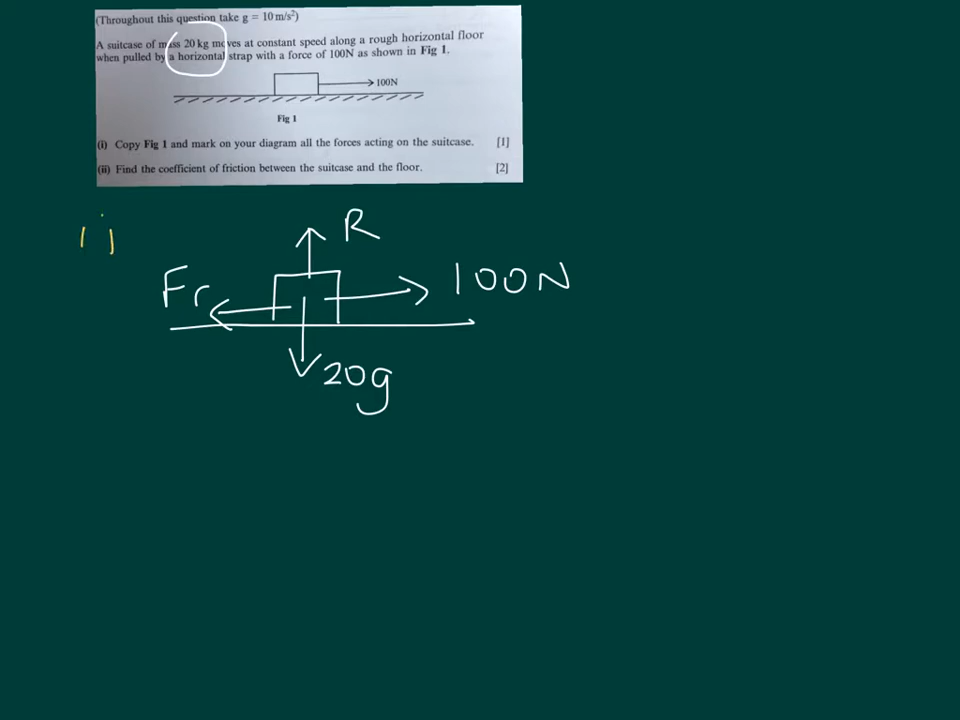 (Throughout this question take g = 10 m/s²)
A suitcase of mass 20 kg moves at constant speed along a rough horizontal floor
when pulled by a horizontal strap with a force of 100N as shown in Fig 1.
100N
Fig 1
(i) Copy Fig 1 and mark on your diagram all the forces acting on the suitcase. [1]
(ii) Find the coefficient of friction between the suitcase and the floor. [2]
1 i
R
Fr
100N
20g